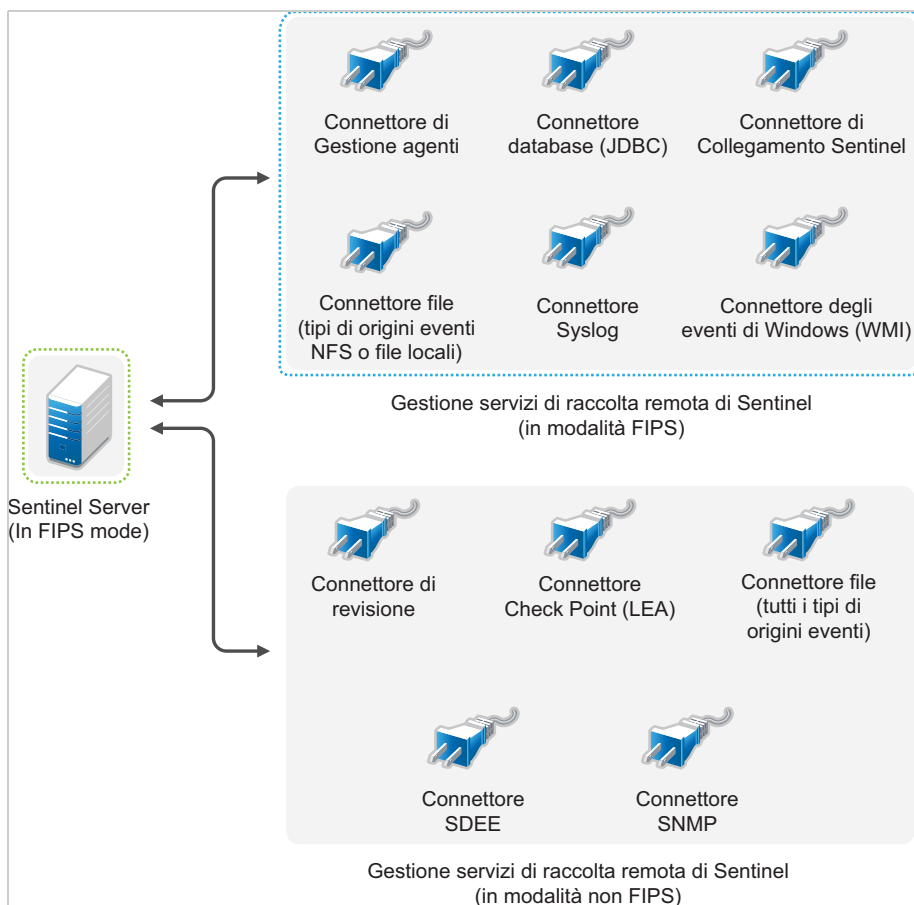 Connettore di
Gestione agenti
Connettore
database (JDBC)
Connettore di
Collegamento Sentinel
Connettore file
(tipi di origini eventi
NFS o file locali)
Connettore
Syslog
Connettore degli
eventi di Windows (WMI)
Gestione servizi di raccolta remota di Sentinel
(in modalità FIPS)
Sentinel Server
(In FIPS mode)
Connettore di
revisione
Connettore
Check Point (LEA)
Connettore file
(tutti i tipi di
origini eventi)
Connettore
SDEE
Connettore
SNMP
Gestione servizi di raccolta remota di Sentinel
(in modalità non FIPS)